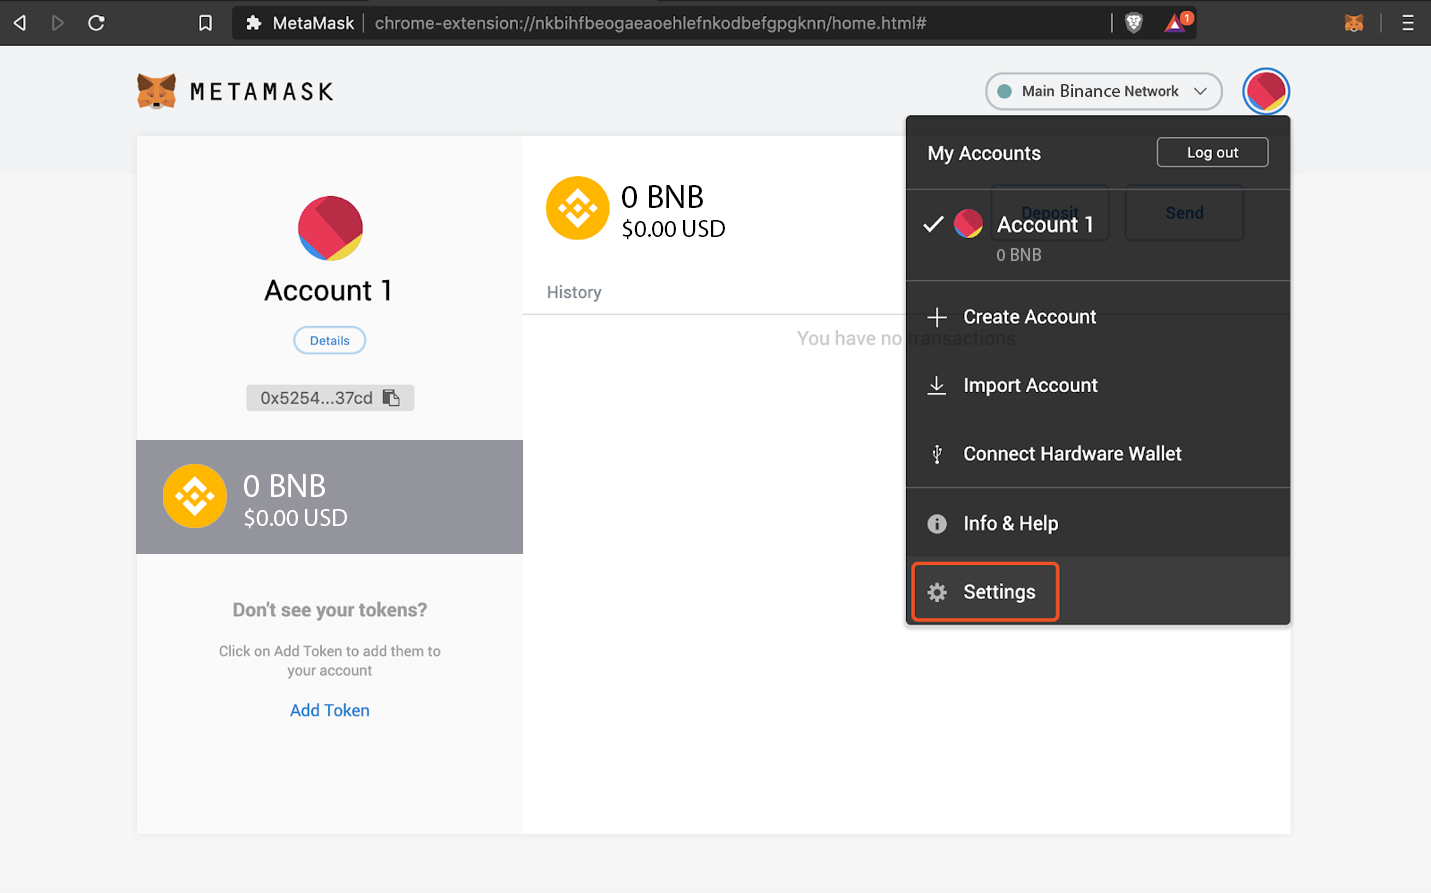 MetaMask chrome-extension://nkbihfbeogaeaoehlefnkodbefgpgknn/home.html# 1
METAMASK
Main Binance Network
My Accounts
Log out
Account 1
0 BNB
Create Account
Import Account
Connect Hardware Wallet
Info & Help
Settings
Account 1
Details
0x5254...37cd
0 BNB
$0.00 USD
Don't see your tokens?
Click on Add Token to add them to
your account
Add Token
0 BNB
$0.00 USD
Deposit
Send
History
You have no transactions